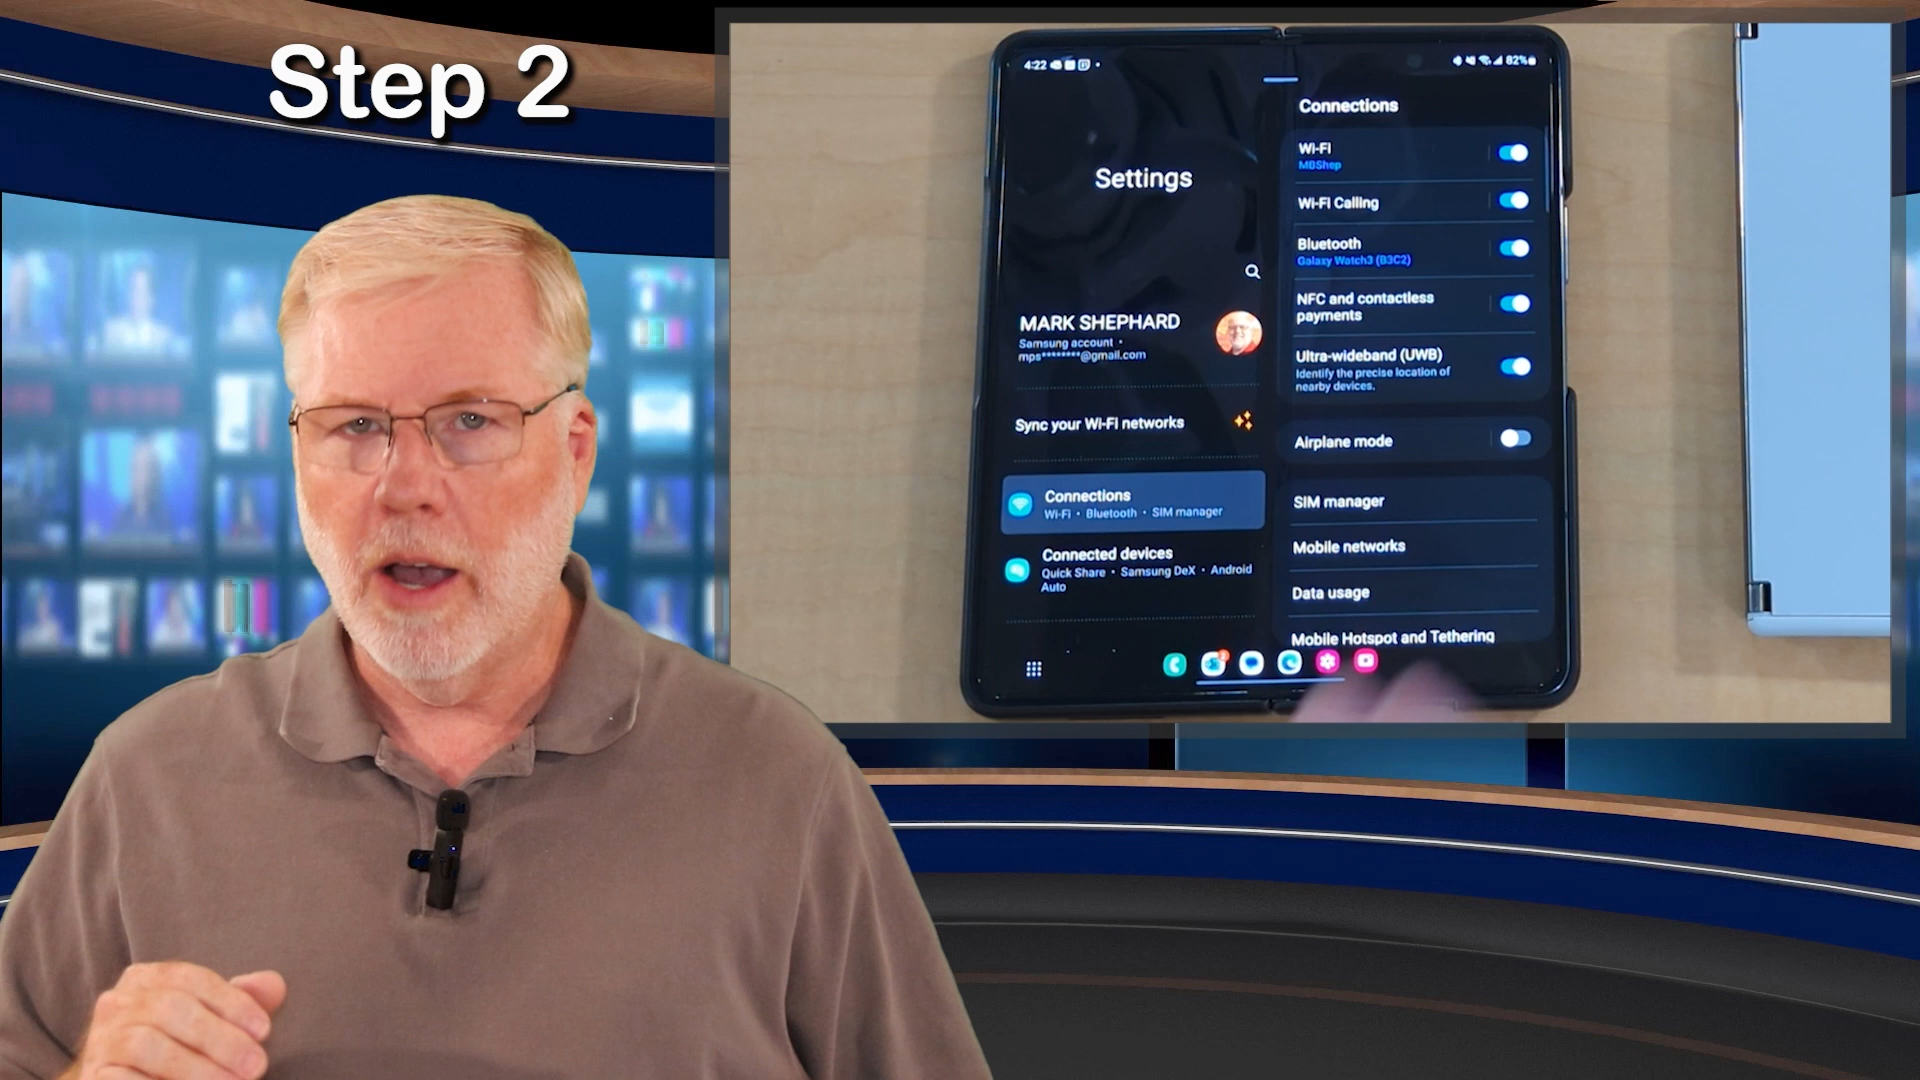 Step 2
4:22
82%
Settings
MARK SHEPHARD
Samsung account •
mps********@gmail.com
Sync your Wi-Fi networks
Connections
Wi-Fi • Bluetooth • SIM manager
Connected devices
Quick Share • Samsung DeX • Android
Auto
Connections
Wi-Fi
MBShep
Wi-Fi Calling
Bluetooth
Galaxy Watch3 (B3C2)
NFC and contactless
payments
Ultra-wideband (UWB)
Identify the precise location of
nearby devices.
Airplane mode
SIM manager
Mobile networks
Data usage
Mobile Hotspot and Tethering